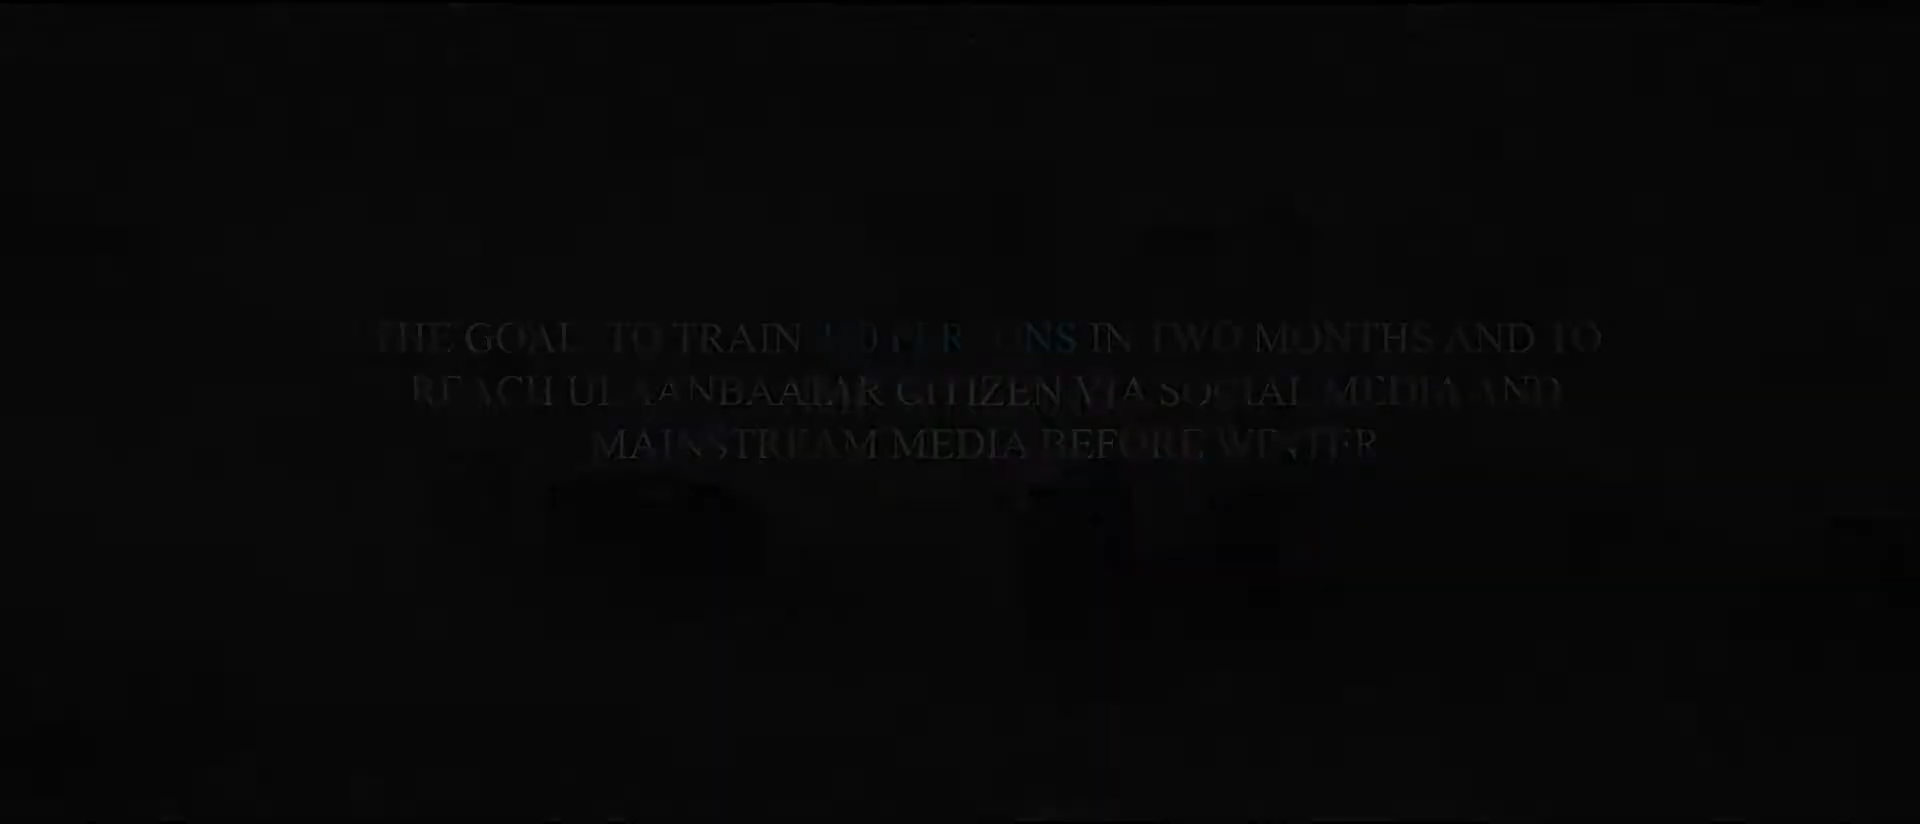 THE GOAL: TO TRAIN PERSONS IN TWO MONTHS AND TO
REACH ULAANBAATAR CITIZEN VIA SOCIAL MEDIA AND
MAINSTREAM MEDIA BEFORE WINTER